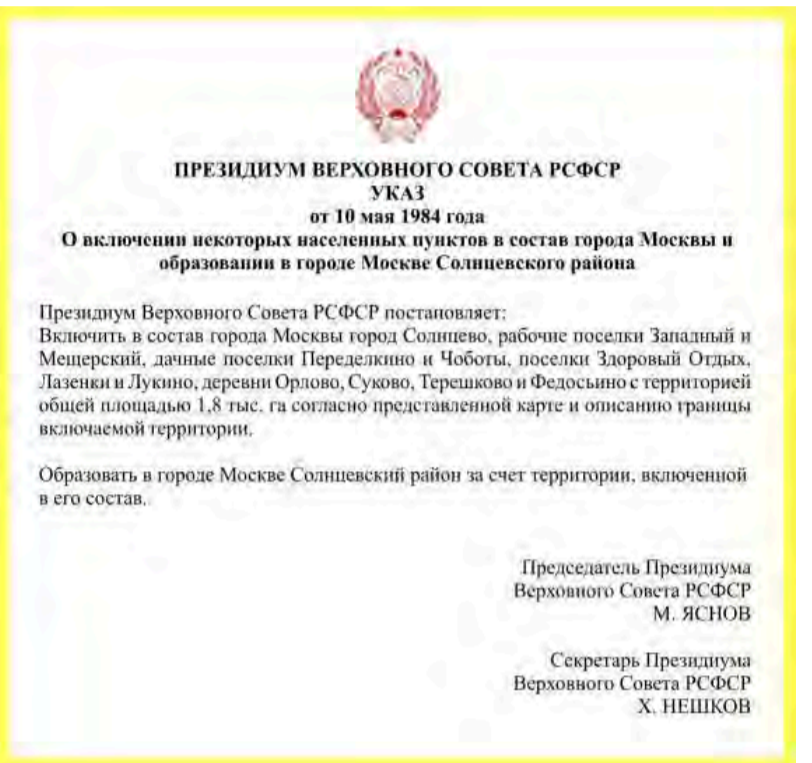 ПРЕЗИДИУМ ВЕРХОВНОГО СОВЕТА РСФСР
УКАЗ
от 10 мая 1984 года
О включении некоторых населенных пунктов в состав города Москвы и
образовании в городе Москве Солнцевского района
Президиум Верховного Совета РСФСР постановляет:
Включить в состав города Москвы город Солнцево, рабочие поселки Западный и
Мещерский, дачные поселки Переделкино и Чоботы, поселки Здоровый Отдых,
Лазенки и Лукино, деревни Орлово, Суково, Терешково и Федосьино с территорией
общей площадью 1,8 тыс. га согласно представленной карте и описанию границы
включаемой территории.
Образовать в городе Москве Солнцевский район за счет территории, включенной
в его состав.
Председатель Президиума
Верховного Совета РСФСР
М. ЯСНОВ
Секретарь Президиума
Верховного Совета РСФСР
Х. НЕШКОВ